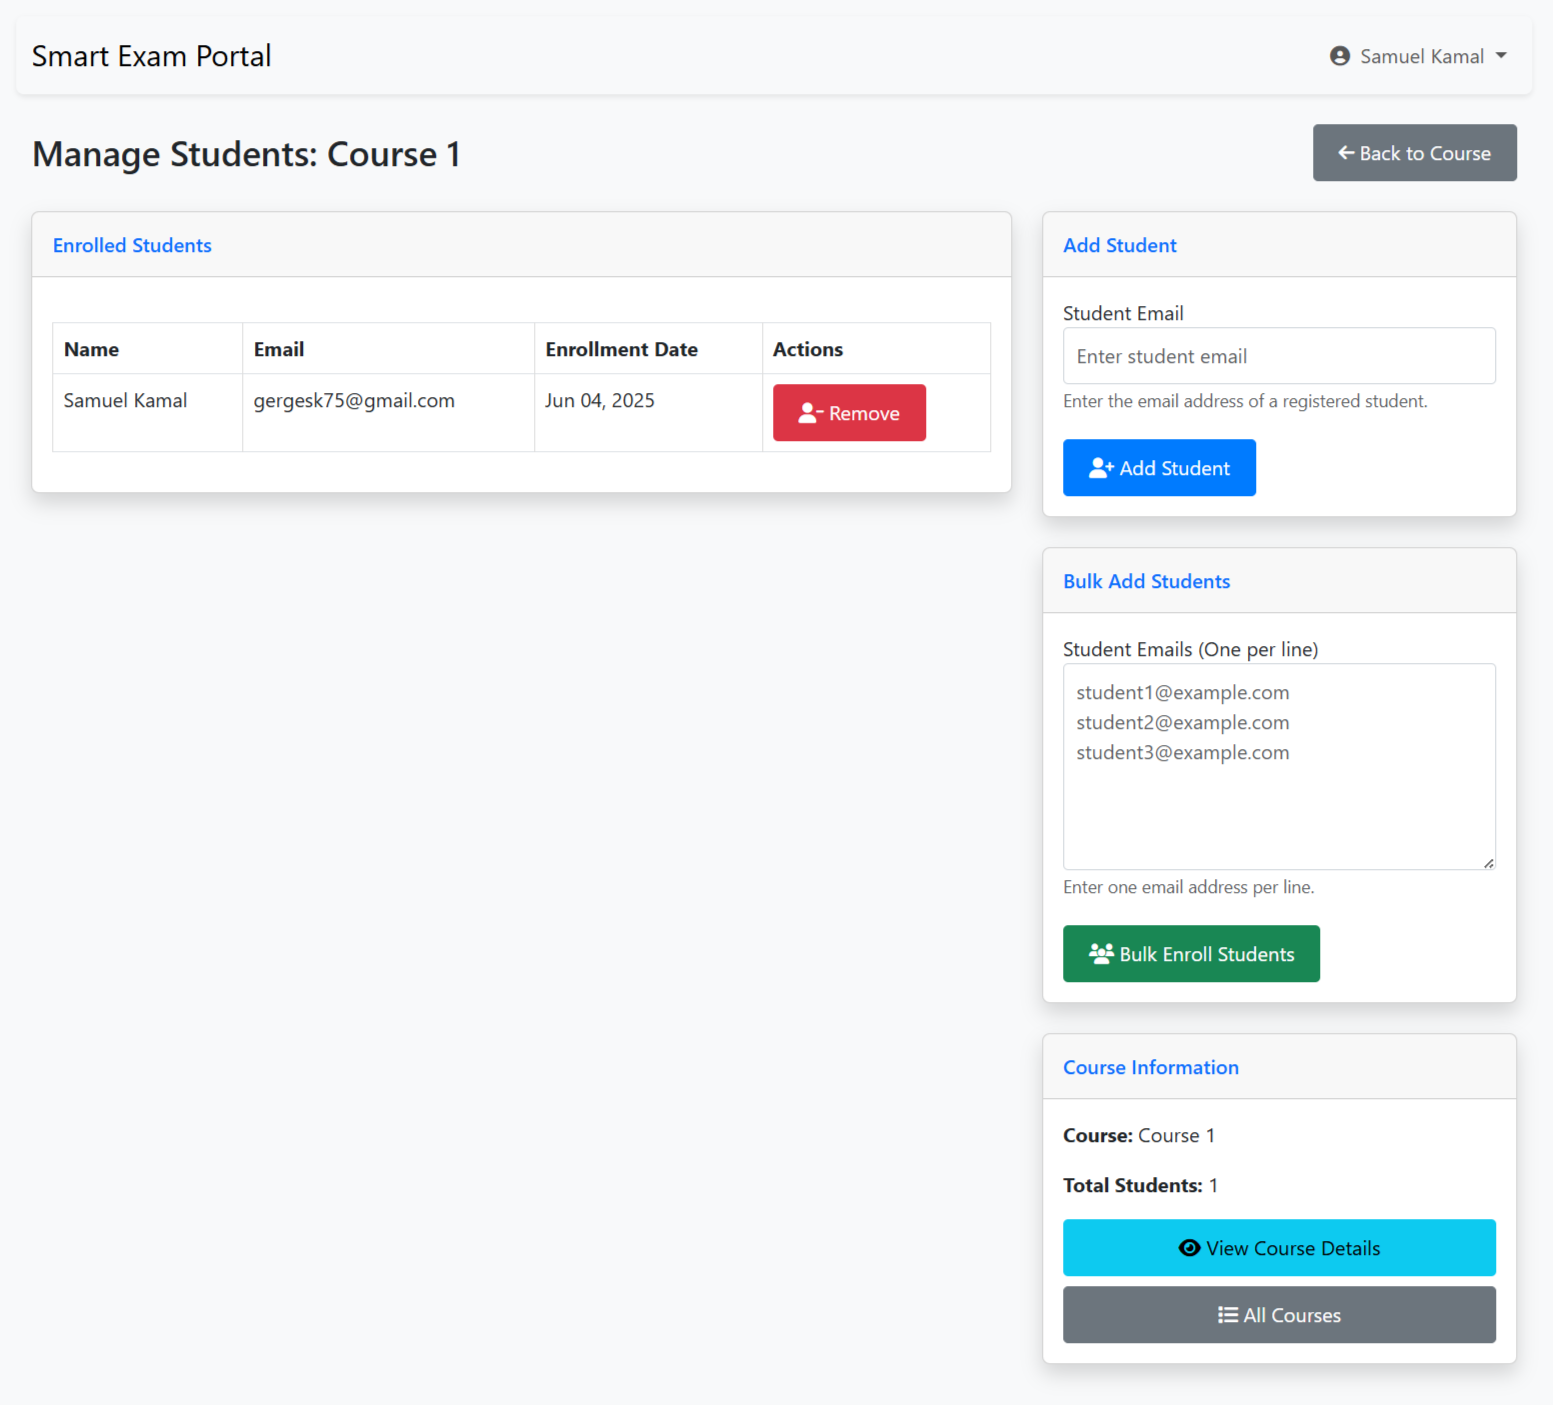 Smart Exam Portal
Samuel Kamal
Manage Students: Course 1
Back to Course
Enrolled Students
Name Email Enrollment Date Actions
Samuel Kamal gergesk75@gmail.com Jun 04, 2025 Remove
Add Student
Student Email
Enter student email
Enter the email address of a registered student.
Add Student
Bulk Add Students
Student Emails (One per line)
student1@example.com
student2@example.com
student3@example.com
Enter one email address per line.
Bulk Enroll Students
Course Information
Course: Course 1
Total Students: 1
View Course Details
All Courses